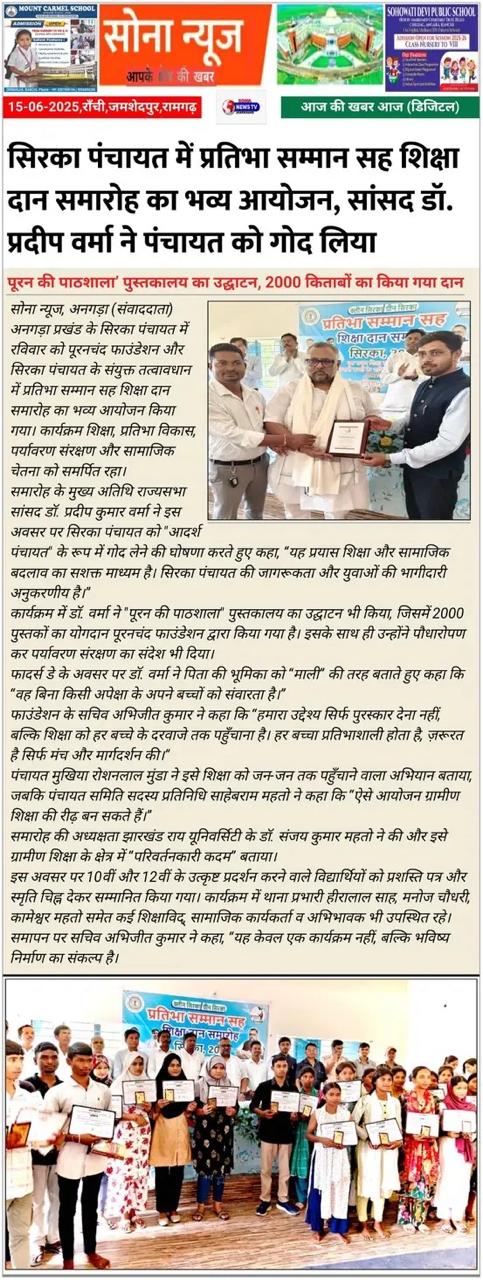 MOUNT CARMEL SCHOOL
ADMISSION OPEN
सोना न्यूज
आपके क्षेत्र की खबर
SOHOWATI DEVI PUBLIC SCHOOL
ADMISSION OPEN FOR SESSION 2025-26
CLASS NURSERY TO VIII
15-06-2025,राँची,जमशेदपुर,रामगढ़
SONA
NEWS TV
आज की खबर आज (डिजिटल)
सिरका पंचायत में प्रतिभा सम्मान सह शिक्षा
दान समारोह का भव्य आयोजन, सांसद डॉ.
प्रदीप वर्मा ने पंचायत को गोद लिया
पूरन की पाठशाला’ पुस्तकालय का उद्घाटन, 2000 किताबों का किया गया दान
सोना न्यूज, अनगड़ा (संवाददाता)
अनगड़ा प्रखंड के सिरका पंचायत में
रविवार को पूरनचंद फाउंडेशन और
सिरका पंचायत के संयुक्त तत्वावधान
में प्रतिभा सम्मान सह शिक्षा दान
समारोह का भव्य आयोजन किया
गया। कार्यक्रम शिक्षा, प्रतिभा विकास,
पर्यावरण संरक्षण और सामाजिक
चेतना को समर्पित रहा।
समारोह के मुख्य अतिथि राज्यसभा
सांसद डॉ. प्रदीप कुमार वर्मा ने इस
अवसर पर सिरका पंचायत को "आदर्श
पंचायत" के रूप में गोद लेने की घोषणा करते हुए कहा, “यह प्रयास शिक्षा और सामाजिक
बदलाव का सशक्त माध्यम है। सिरका पंचायत की जागरूकता और युवाओं की भागीदारी
अनुकरणीय है।”
कार्यक्रम में डॉ. वर्मा ने "पूरन की पाठशाला" पुस्तकालय का उद्घाटन भी किया, जिसमें 2000
पुस्तकों का योगदान पूरनचंद फाउंडेशन द्वारा किया गया है। इसके साथ ही उन्होंने पौधारोपण
कर पर्यावरण संरक्षण का संदेश भी दिया।
फादर्स डे के अवसर पर डॉ. वर्मा ने पिता की भूमिका को “माली” की तरह बताते हुए कहा कि
“वह बिना किसी अपेक्षा के अपने बच्चों को संवारता है।”
फाउंडेशन के सचिव अभिजीत कुमार ने कहा कि “हमारा उद्देश्य सिर्फ पुरस्कार देना नहीं,
बल्कि शिक्षा को हर बच्चे के दरवाजे तक पहुँचाना है। हर बच्चा प्रतिभाशाली होता है, ज़रूरत
है सिर्फ मंच और मार्गदर्शन की।”
पंचायत मुखिया रोशनलाल मुंडा ने इसे शिक्षा को जन-जन तक पहुँचाने वाला अभियान बताया,
जबकि पंचायत समिति सदस्य प्रतिनिधि साहेबराम महतो ने कहा कि “ऐसे आयोजन ग्रामीण
शिक्षा की रीढ़ बन सकते हैं।”
समारोह की अध्यक्षता झारखंड राय यूनिवर्सिटी के डॉ. संजय कुमार महतो ने की और इसे
ग्रामीण शिक्षा के क्षेत्र में “परिवर्तनकारी कदम” बताया।
इस अवसर पर 10वीं और 12वीं के उत्कृष्ट प्रदर्शन करने वाले विद्यार्थियों को प्रशस्ति पत्र और
स्मृति चिह्न देकर सम्मानित किया गया। कार्यक्रम में थाना प्रभारी हीरालाल साह, मनोज चौधरी,
कामेश्वर महतो समेत कई शिक्षाविद्, सामाजिक कार्यकर्ता व अभिभावक भी उपस्थित रहे।
समापन पर सचिव अभिजीत कुमार ने कहा, “यह केवल एक कार्यक्रम नहीं, बल्कि भविष्य
निर्माण का संकल्प है।
क्लीन सिरका ग्रीन सिरका
प्रतिभा सम्मान सह
शिक्षा दान सम
सिरका, 20
क्लीन सिरका ग्रीन सिरका
प्रतिभा सम्मान सह
शिक्षा दान समारोह
सिरका, 20